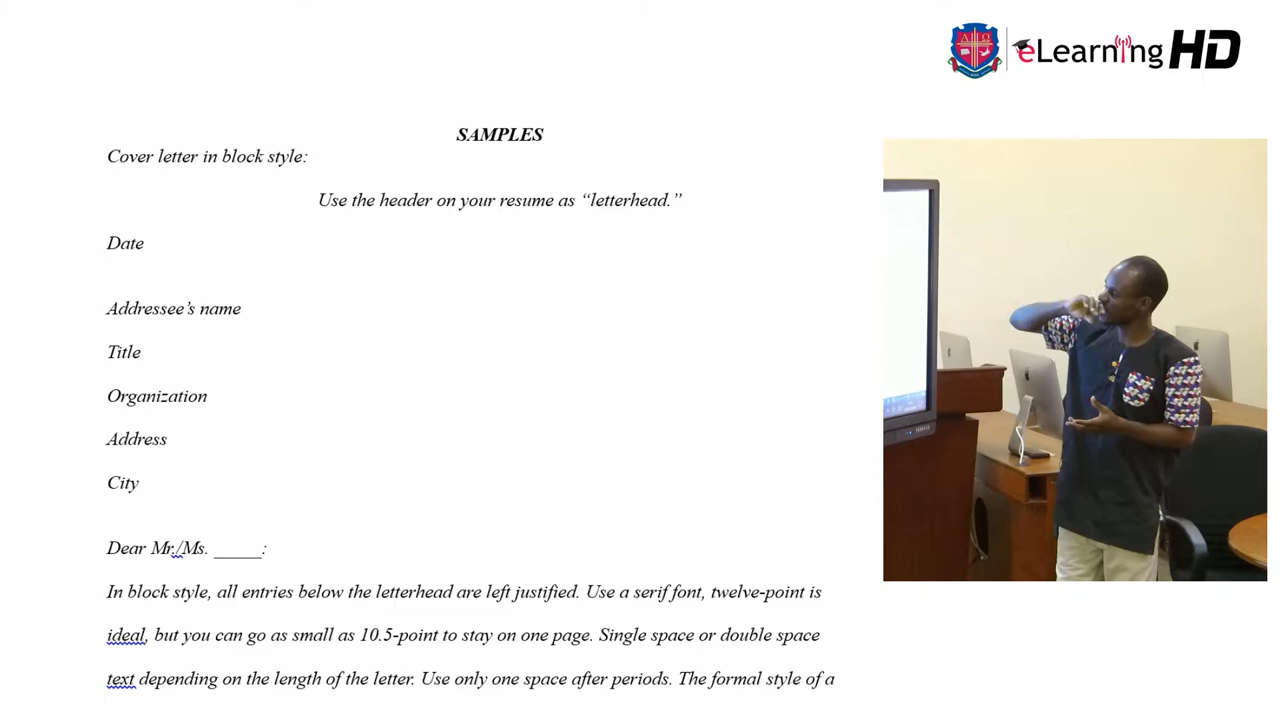 eLearning HD
SAMPLES
Cover letter in block style:
Use the header on your resume as “letterhead.”
Date
Addressee’s name
Title
Organization
Address
City
Dear Mr./Ms. _____:
In block style, all entries below the letterhead are left justified. Use a serif font, twelve-point is
ideal, but you can go as small as 10.5-point to stay on one page. Single space or double space
text depending on the length of the letter. Use only one space after periods. The formal style of a